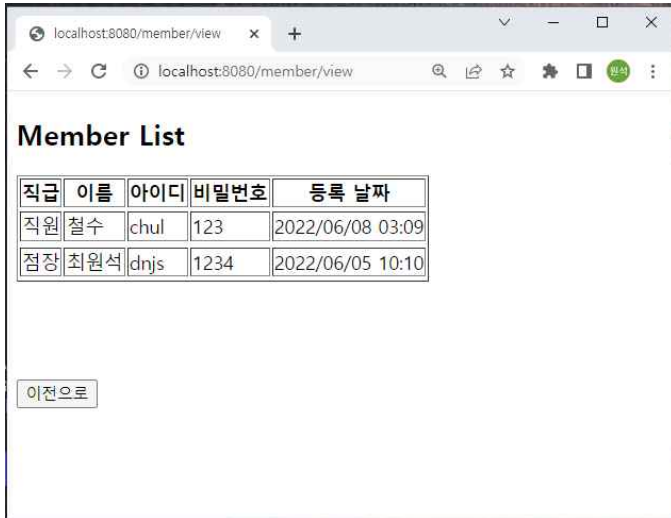 localhost:8080/member/view
localhost:8080/member/view 원석
Member List
직급 이름 아이디 비밀번호 등록 날짜
직원 철수 chul 123 2022/06/08 03:09
점장 최원석 dnjs 1234 2022/06/05 10:10
이전으로